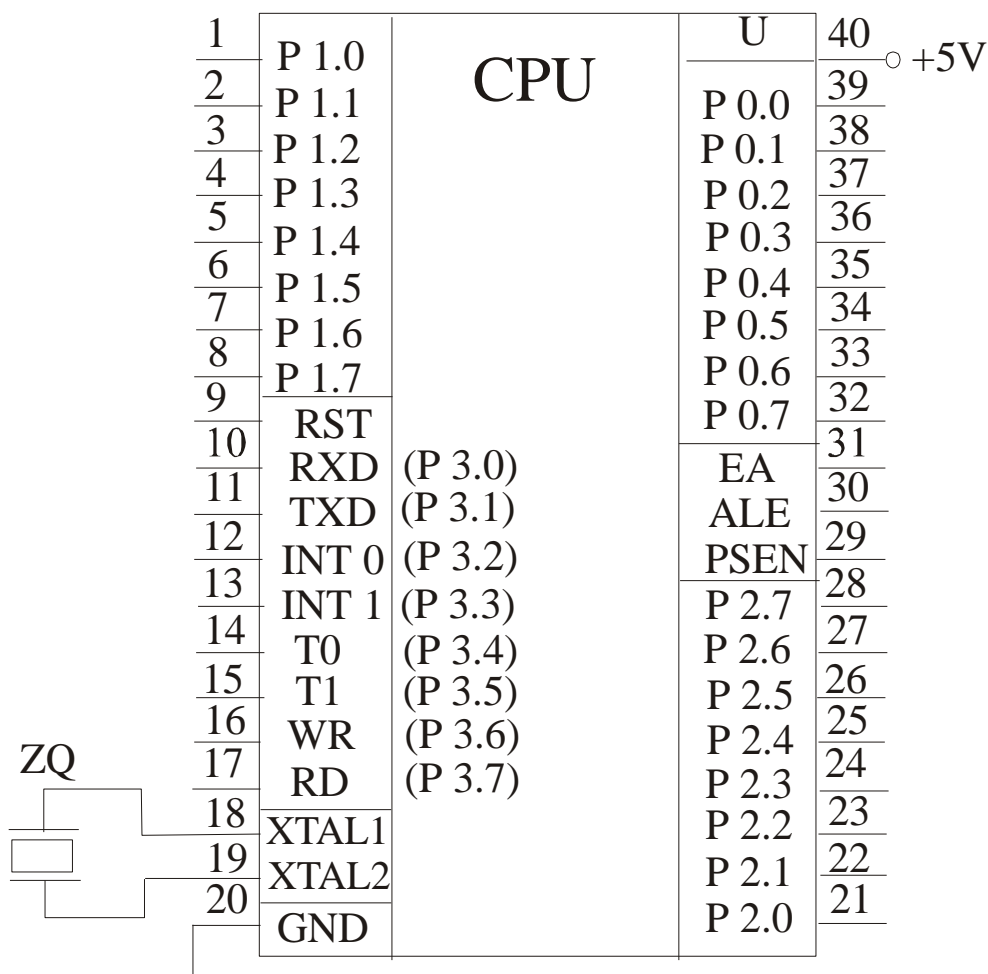 1 P 1.0 CPU U 40 +5V
2 P 1.1 P 0.0 39
3 P 1.2 P 0.1 38
4 P 1.3 P 0.2 37
5 P 1.4 P 0.3 36
6 P 1.5 P 0.4 35
7 P 1.6 P 0.5 34
8 P 1.7 P 0.6 33
9 RST P 0.7 32
10 RXD (P 3.0) EA 31
11 TXD (P 3.1) ALE 30
12 INT 0 (P 3.2) PSEN 29
13 INT 1 (P 3.3) P 2.7 28
14 T0 (P 3.4) P 2.6 27
15 T1 (P 3.5) P 2.5 26
16 WR (P 3.6) P 2.4 25
ZQ 17 RD (P 3.7) P 2.3 24
18 XTAL1 P 2.2 23
19 XTAL2 P 2.1 22
20 GND P 2.0 21